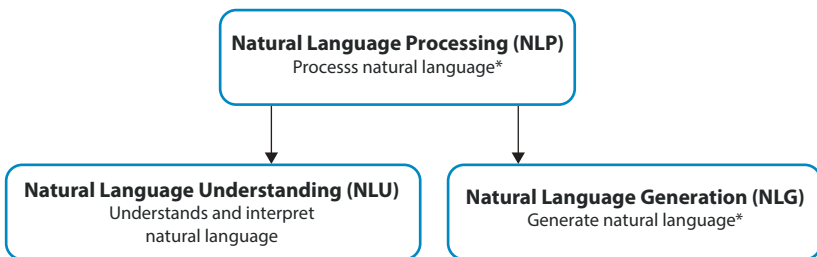 Natural Language Processing (NLP)
Processs natural language*
Natural Language Understanding (NLU)
Understands and interpret
natural language
Natural Language Generation (NLG)
Generate natural language*